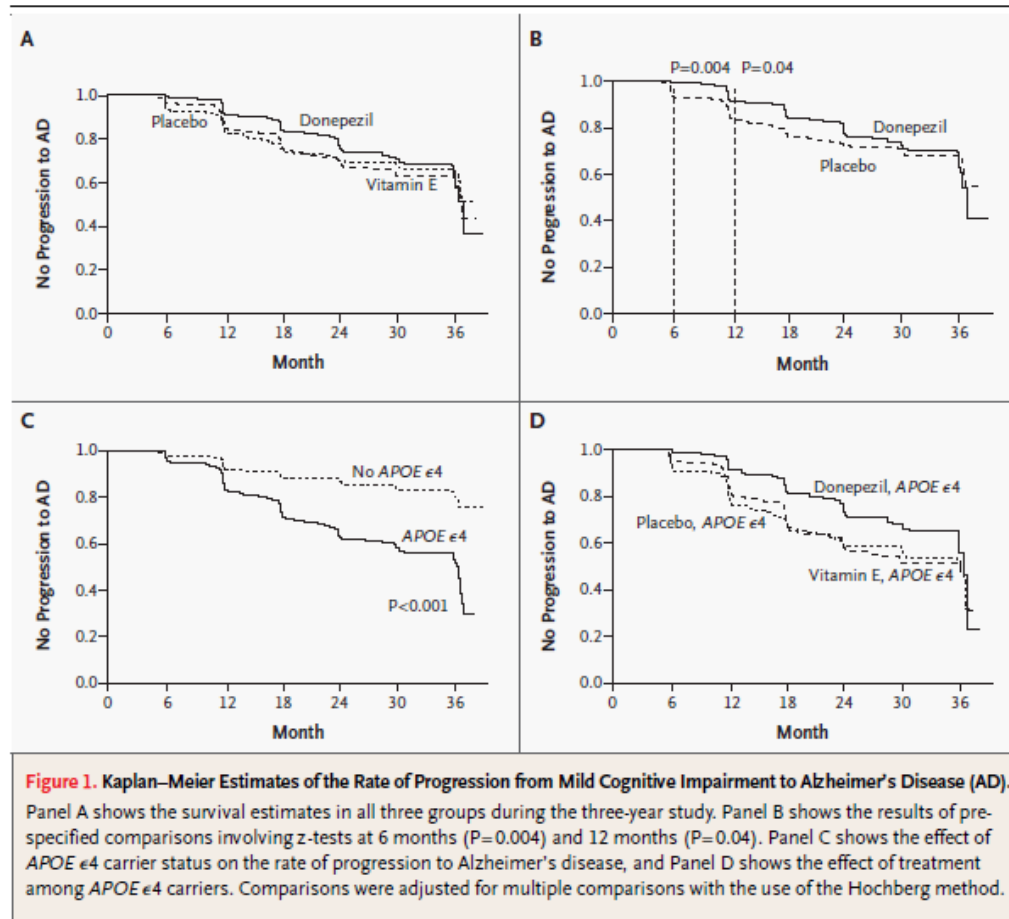 A
1.0
0.8
0.6
0.4
0.2
0.0
No Progression to AD
Placebo
Donepezil
Vitamin E
0 6 12 18 24 30 36
Month
B
P=0.004 P=0.04
1.0
0.8
0.6
0.4
0.2
0.0
No Progression to AD
Donepezil
Placebo
0 6 12 18 24 30 36
Month
C
1.0
0.8
0.6
0.4
0.2
0.0
No Progression to AD
No APOE ϵ4
APOE ϵ4
P<0.001
0 6 12 18 24 30 36
Month
D
1.0
0.8
0.6
0.4
0.2
0.0
No Progression to AD
Donepezil, APOE ϵ4
Placebo, APOE ϵ4
Vitamin E, APOE ϵ4
0 6 12 18 24 30 36
Month
Figure 1. Kaplan–Meier Estimates of the Rate of Progression from Mild Cognitive Impairment to Alzheimer's Disease (AD).
Panel A shows the survival estimates in all three groups during the three-year study. Panel B shows the results of pre-
specified comparisons involving z-tests at 6 months (P=0.004) and 12 months (P=0.04). Panel C shows the effect of
APOE ϵ4 carrier status on the rate of progression to Alzheimer's disease, and Panel D shows the effect of treatment
among APOE ϵ4 carriers. Comparisons were adjusted for multiple comparisons with the use of the Hochberg method.